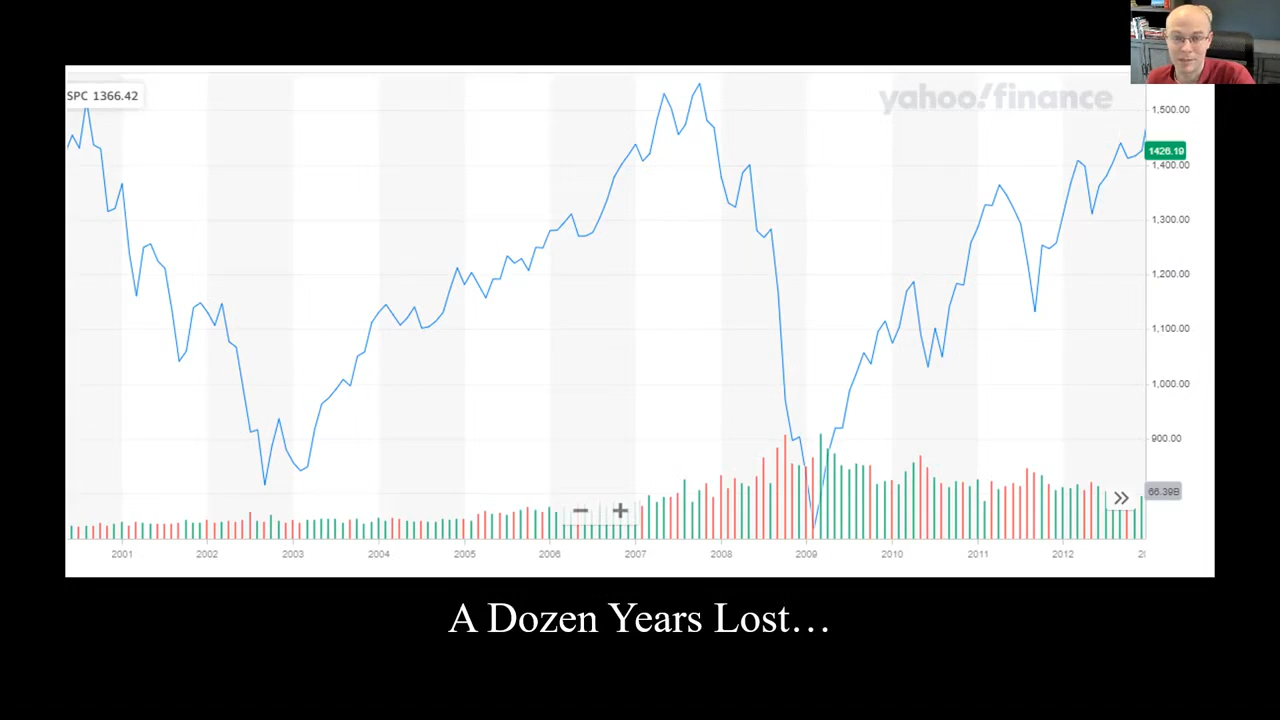 SPC 1366.42
yahoo!finance
1,500.00
1426.19
1,400.00
1,300.00
1,200.00
1,100.00
1,000.00
900.00
66.39B
2001 2002 2003 2004 2005 2006 2007 2008 2009 2010 2011 2012 2
A Dozen Years Lost…